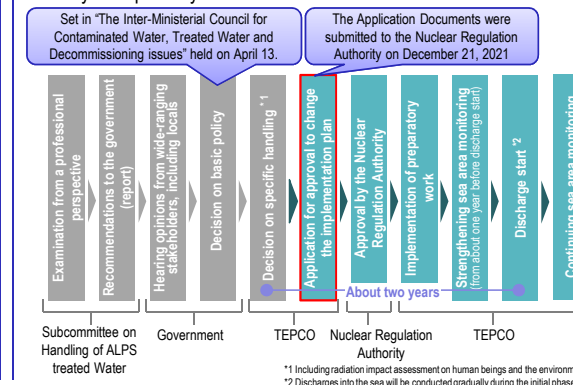 Set in “The Inter-Ministerial Council for
Contaminated Water, Treated Water and
Decommissioning issues” held on April 13.
The Application Documents were
submitted to the Nuclear Regulation
Authority on December 21, 2021
Examination from a professional
perspective
Recommendations to the government
(report)
Hearing opinions from wide-ranging
stakeholders, including locals
Decision on basic policy
Decision on specific handling *1
Application for approval to change
the implementation plan
Approval by the Nuclear
Regulation Authority
Implementation of preparatory
work
Strengthening sea area monitoring
(from about one year before discharge start)
Discharge start *2
Continuing sea area monitoring
About two years
Subcommittee on
Handling of ALPS
treated Water
Government
TEPCO
Nuclear Regulation
Authority
TEPCO
*1 Including radiation impact assessment on human beings and the environm
*2 Discharges into the sea will be conducted gradually during the initial phase